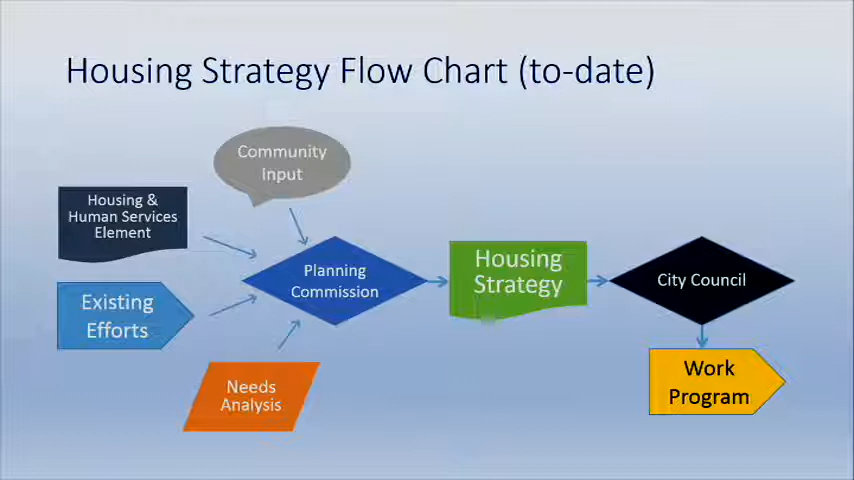 Housing Strategy Flow Chart (to-date)
Community
Input
Housing &
Human Services
Element
Planning
Commission
Housing
Strategy
City Council
Existing
Efforts
Needs
Analysis
Work
Program